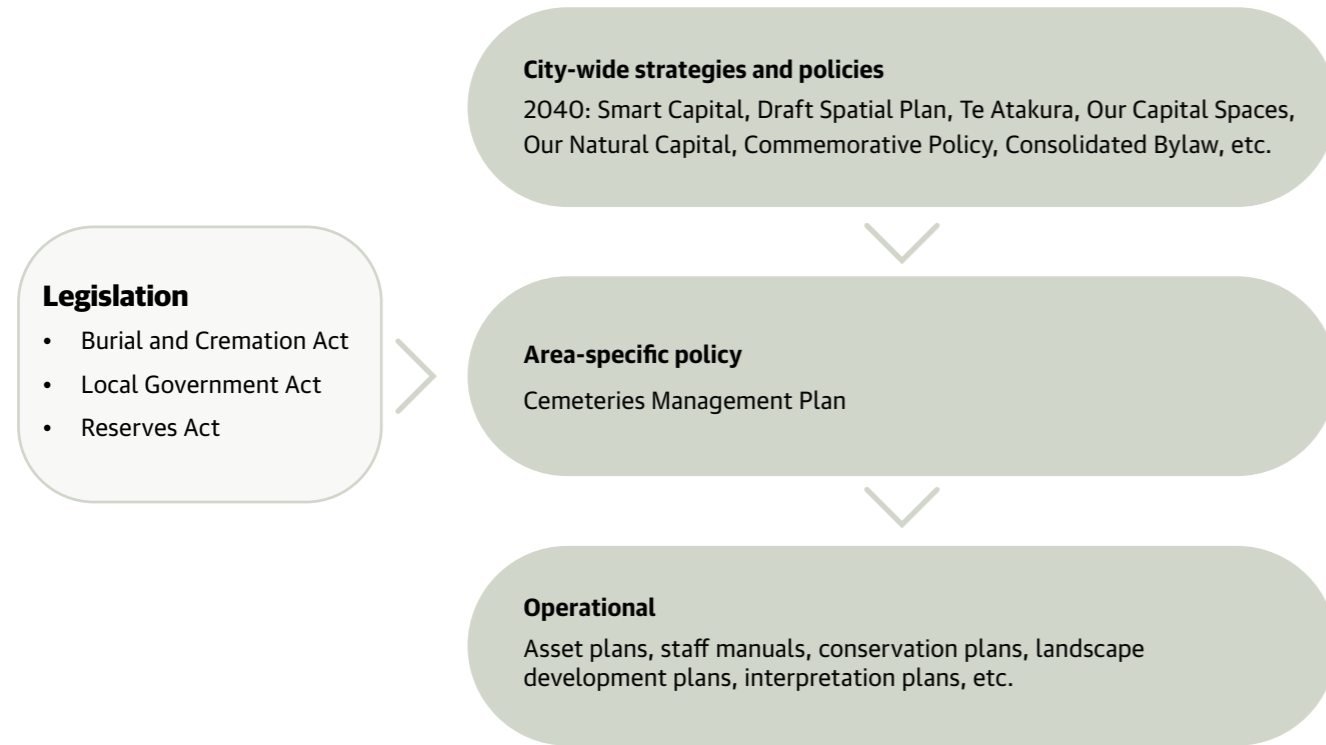 City-wide strategies and policies
2040: Smart Capital, Draft Spatial Plan, Te Atakura, Our Capital Spaces,
Our Natural Capital, Commemorative Policy, Consolidated Bylaw, etc.
Legislation
• Burial and Cremation Act
• Local Government Act
• Reserves Act
Area-specific policy
Cemeteries Management Plan
Operational
Asset plans, staff manuals, conservation plans, landscape
development plans, interpretation plans, etc.